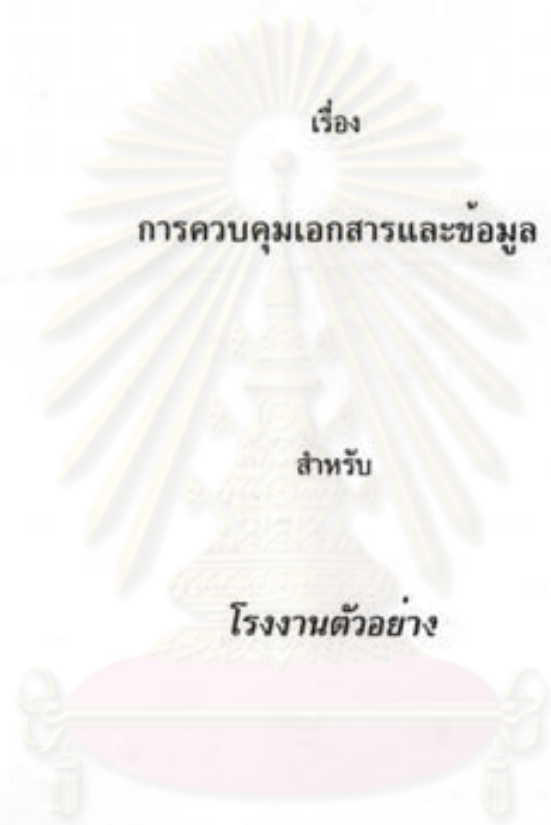 เรื่อง
การควบคุมเอกสารและข้อมูล
สำหรับ
โรงงานตัวอย่าง